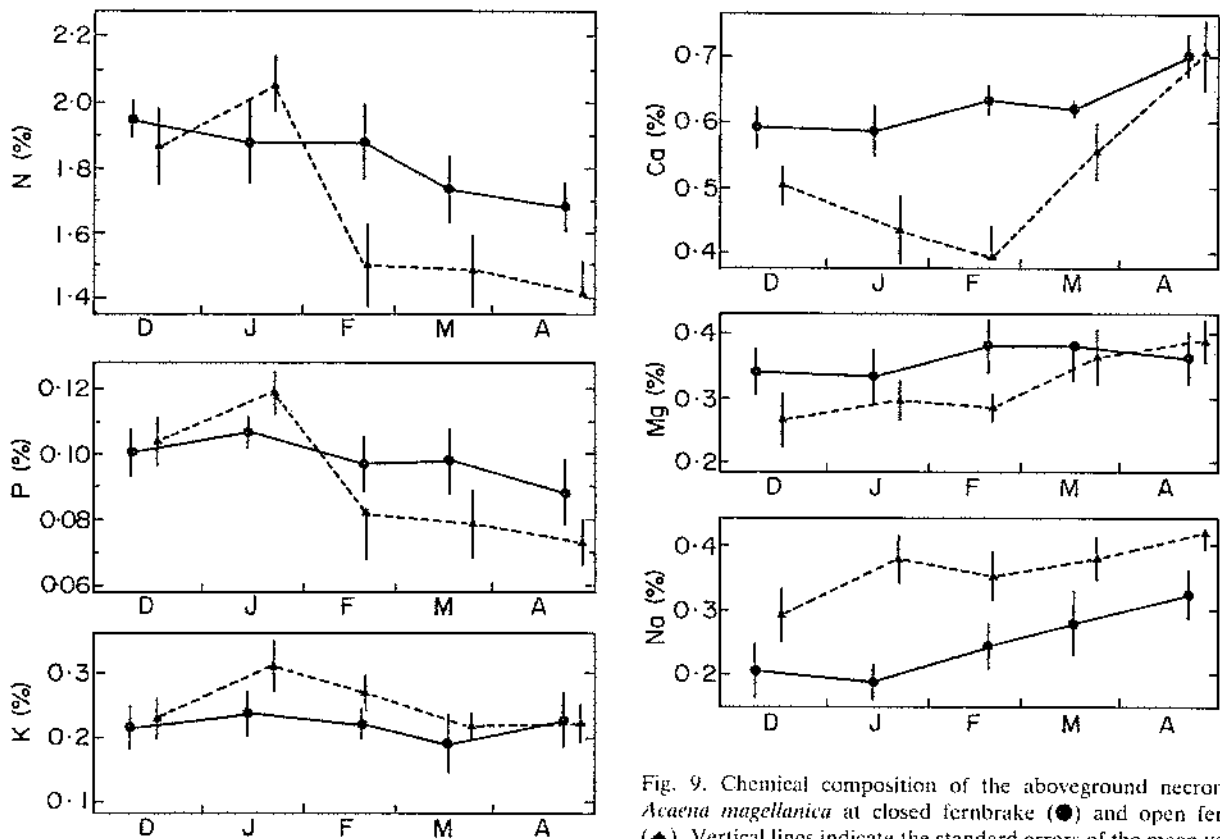 N (%)
2·2
2·0
1·8
1·6
1·4
D J F M A
P (%)
0·12
0·10
0·08
0·06
D J F M A
K (%)
0·3
0·2
0·1
D J F M A
Ca (%)
0·7
0·6
0·5
0·4
D J F M A
Mg (%)
0·4
0·3
0·2
D J F M A
Na (%)
0·4
0·3
0·2
D J F M A
Fig. 9. Chemical composition of the aboveground
Acaena magellanica at closed fernbrake (●) and open
(▲). Vertical lines indicate the standard errors of the mean